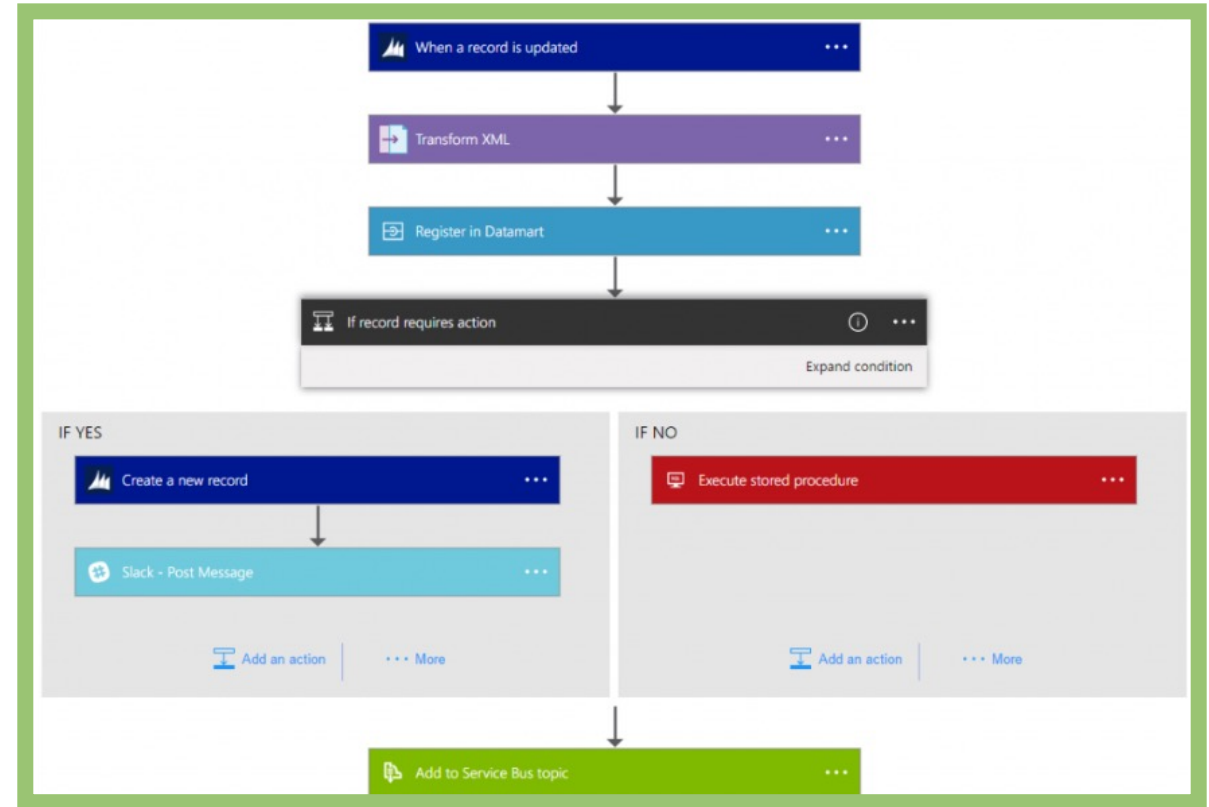 When a record is updated
Transform XML
Register in Datamart
If record requires action
Expand condition
IF YES
Create a new record
Slack - Post Message
Add an action
More
IF NO
Execute stored procedure
Add an action
More
Add to Service Bus topic